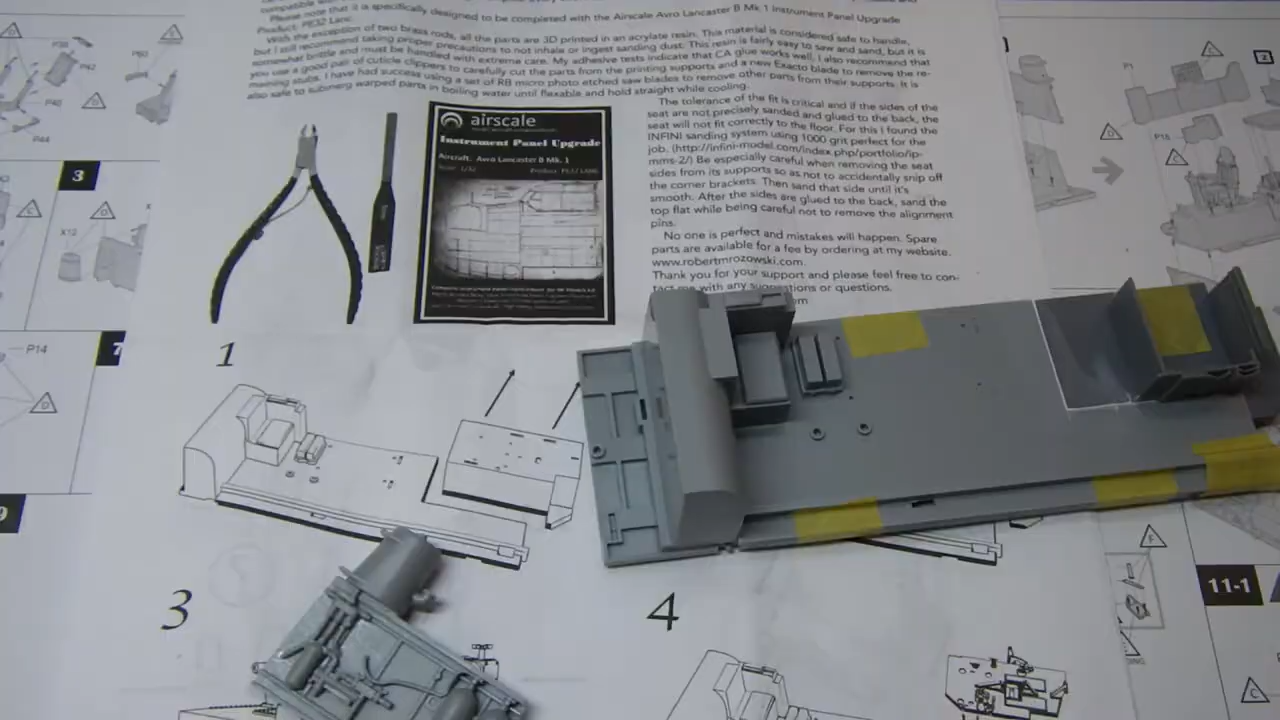 Please note that it is specifically designed to be completed with the Airscale Avro Lancaster B Mk. 1 Instrument Panel Upgrade
Product: PE32 Lanc.
With the exception of two brass rods, all the parts are 3D printed in an acrylate resin. This material is considered safe to handle,
but I still recommend taking proper precautions to not inhale or ingest sanding dust. This resin is fairly easy to saw and sand, but it is
somewhat brittle and must be handled with extreme care. My adhesive tests indicate that CA glue works well. I also recommend that
you use a good pair of cuticle clippers to carefully cut the parts from the printing supports and a new Exacto blade to remove the re-
maining stubs. I have had success using a set of RB micro photo etched saw blades to remove other parts from their supports. It is
also safe to submerg warped parts in boiling water until flexable and hold straight while cooling.
The tolerance of the fit is critical and if the sides of the
seat are not precisely sanded and glued to the back, the
seat will not fit correctly to the floor. For this I found the
INFINI sanding system using 1000 grit perfect for the
job. (http://infini-model.com/index.php/portfolio/ip-
mms-2/) Be especially careful when removing the seat
sides from its supports so as not to accidentally snip off
the corner brackets. Then sand that side until it's
smooth. After the sides are glued to the back, sand the
top flat while being careful not to remove the alignment
pins.
No one is perfect and mistakes will happen. Spare
parts are available for a fee by ordering at my website.
www.robertmrozowski.com.
Thank you for your support and please feel free to con-
tact me with any suggestions or questions.
airscale
Instrument Panel Upgrade
Aircraft: Avro Lancaster B Mk. 1
1
3
4
3
7
9
11-1
2
P44
X12
P14
P1
P15